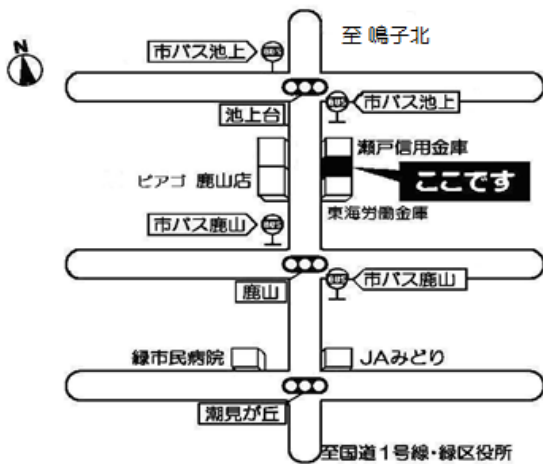 至 鳴子北
N
市バス池上
市バス池上
池上台
瀬戸信用金庫
ピアゴ 鹿山店
ここです
東海労働金庫
市バス鹿山
市バス鹿山
鹿山
緑市民病院
JAみどり
潮見が丘
至国道1号線・緑区役所